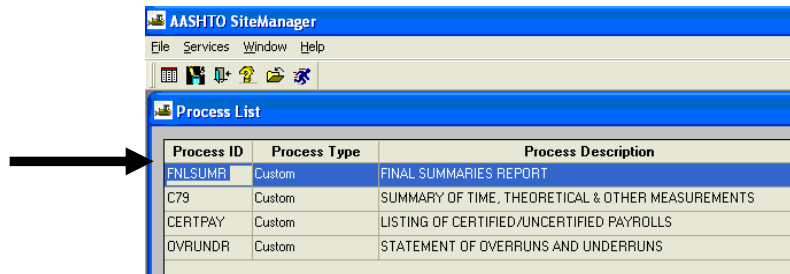 AASHTO SiteManager
File Services Window Help
Process List
Process ID Process Type Process Description
FNLSUMR Custom FINAL SUMMARIES REPORT
C79 Custom SUMMARY OF TIME, THEORETICAL & OTHER MEASUREMENTS
CERTPAY Custom LISTING OF CERTIFIED/UNCERTIFIED PAYROLLS
OVRUNDR Custom STATEMENT OF OVERRUNS AND UNDERRUNS